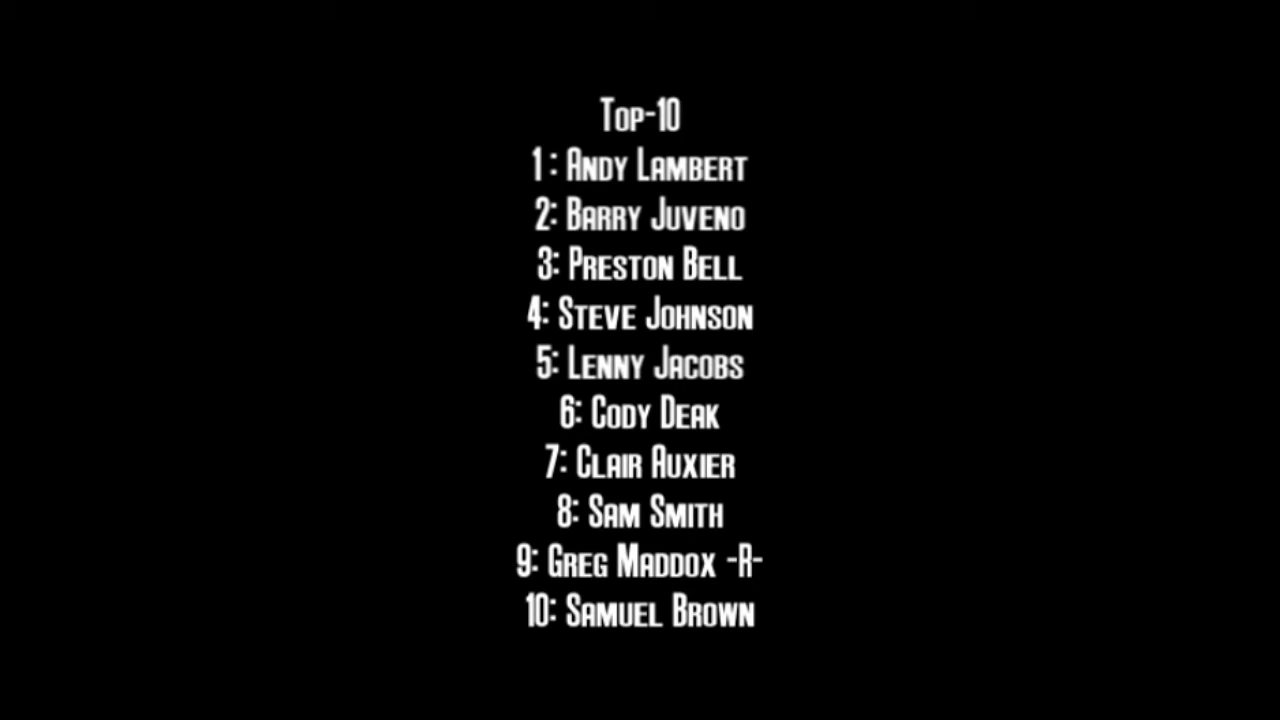 Top-10
1: Andy Lambert
2: Barry Juveno
3: Preston Bell
4: Steve Johnson
5: Lenny Jacobs
6: Cody Deak
7: Clair Auxier
8: Sam Smith
9: Greg Maddox -R-
10: Samuel Brown